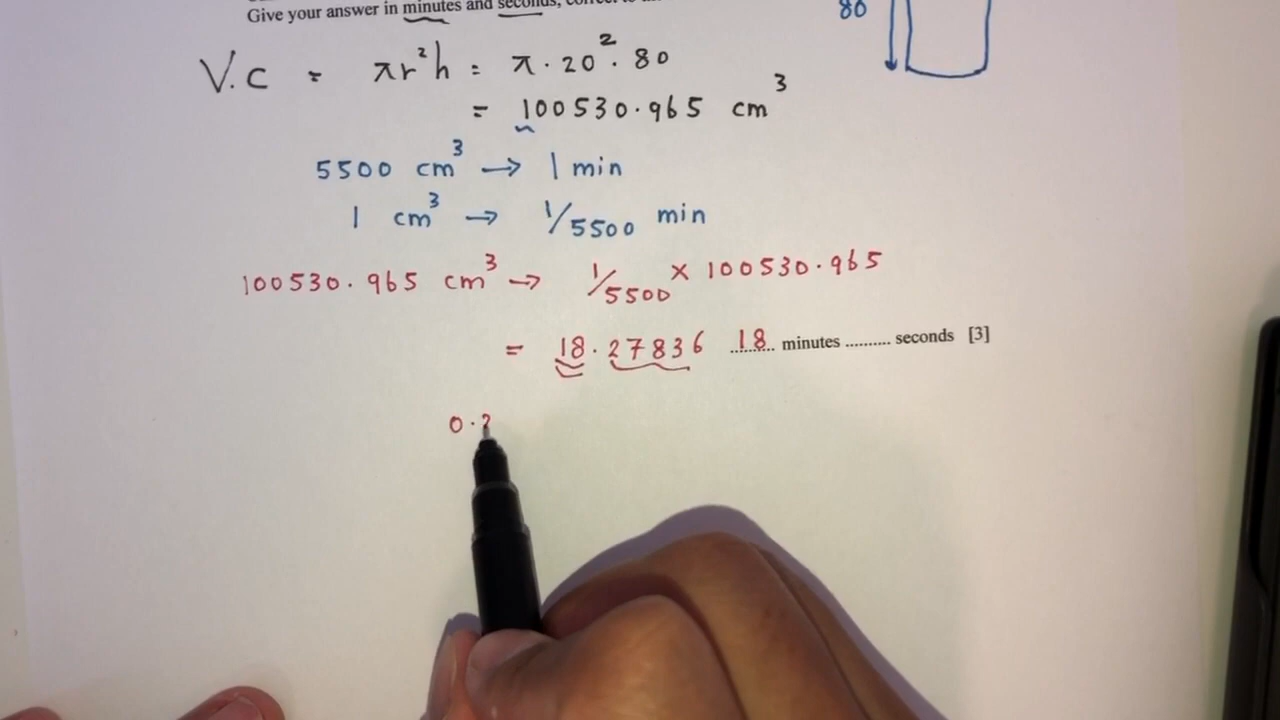 Give your answer in minutes and seconds, correct to
80
V.C = πr²h = π·20²·80
= 100530.965 cm³
5500 cm³ → 1 min
1 cm³ → 1/5500 min
100530.965 cm³ → 1/5500 × 100530.965
= 18.27836 18 minutes .......... seconds [3]
0.2